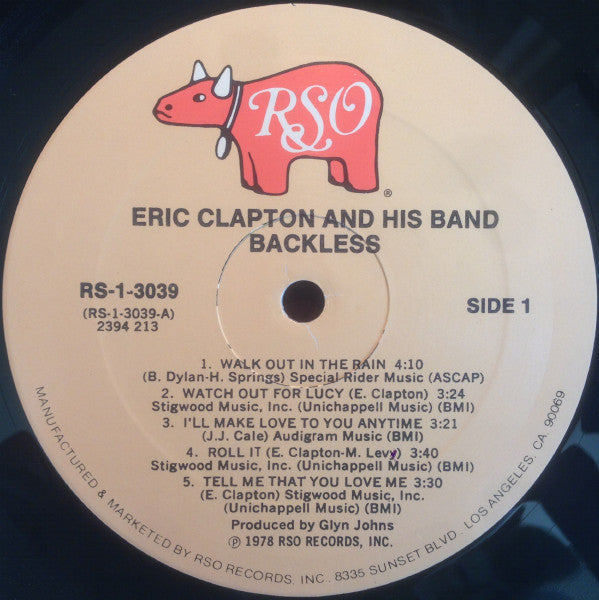 RSO
®
ERIC CLAPTON AND HIS BAND
BACKLESS
RS-1-3039
(RS-1-3039-A)
2394 213
SIDE 1
1. WALK OUT IN THE RAIN 4:10
(B. Dylan-H. Springs) Special Rider Music (ASCAP)
2. WATCH OUT FOR LUCY (E. Clapton) 3:24
Stigwood Music, Inc. (Unichappell Music) (BMI)
3. I'LL MAKE LOVE TO YOU ANYTIME 3:21
(J.J. Cale) Audigram Music (BMI)
4. ROLL IT (E. Clapton-M. Levy) 3:40
Stigwood Music, Inc. (Unichappell Music) (BMI)
5. TELL ME THAT YOU LOVE ME 3:30
(E. Clapton) Stigwood Music, Inc.
(Unichappell Music) (BMI)
Produced by Glyn Johns
℗ 1978 RSO RECORDS, INC.
MANUFACTURED & MARKETED BY RSO RECORDS, INC. 8335 SUNSET BLVD. LOS ANGELES, CA. 90069